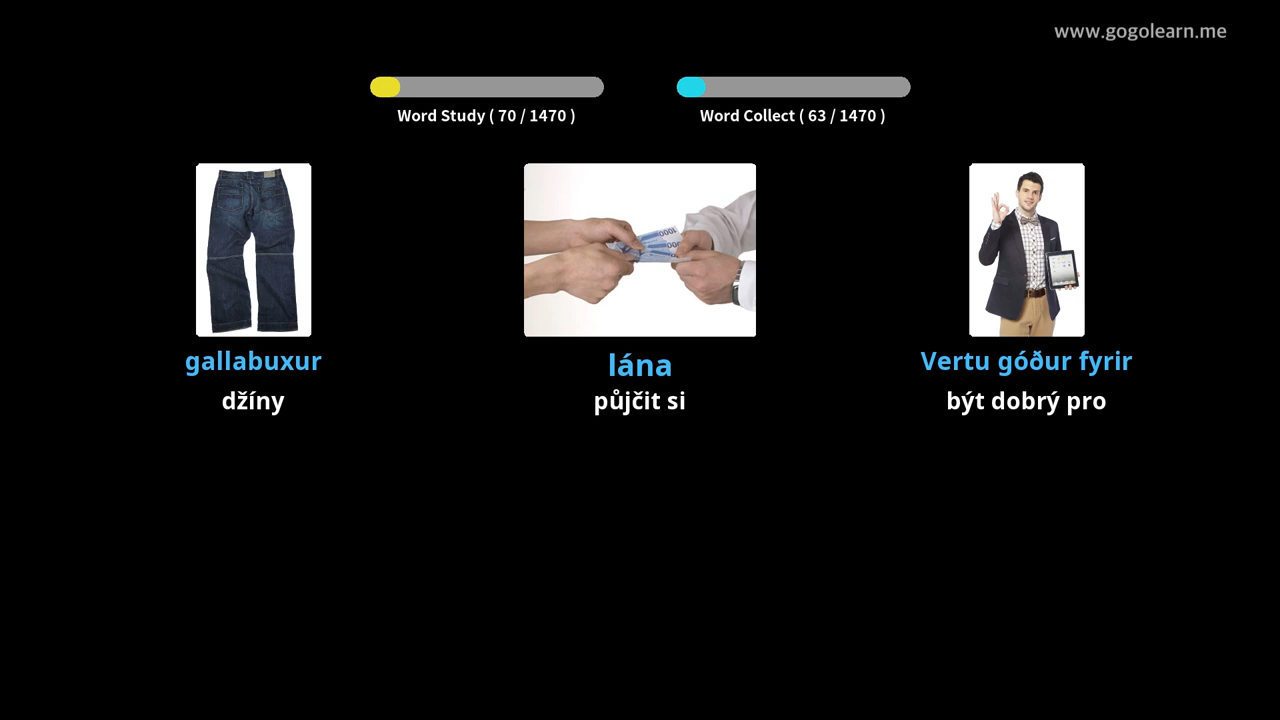 www.gogolearn.me
Word Study ( 70 / 1470 )
Word Collect ( 63 / 1470 )
gallabuxur
džíny
lána
půjčit si
Vertu góður fyrir
být dobrý pro